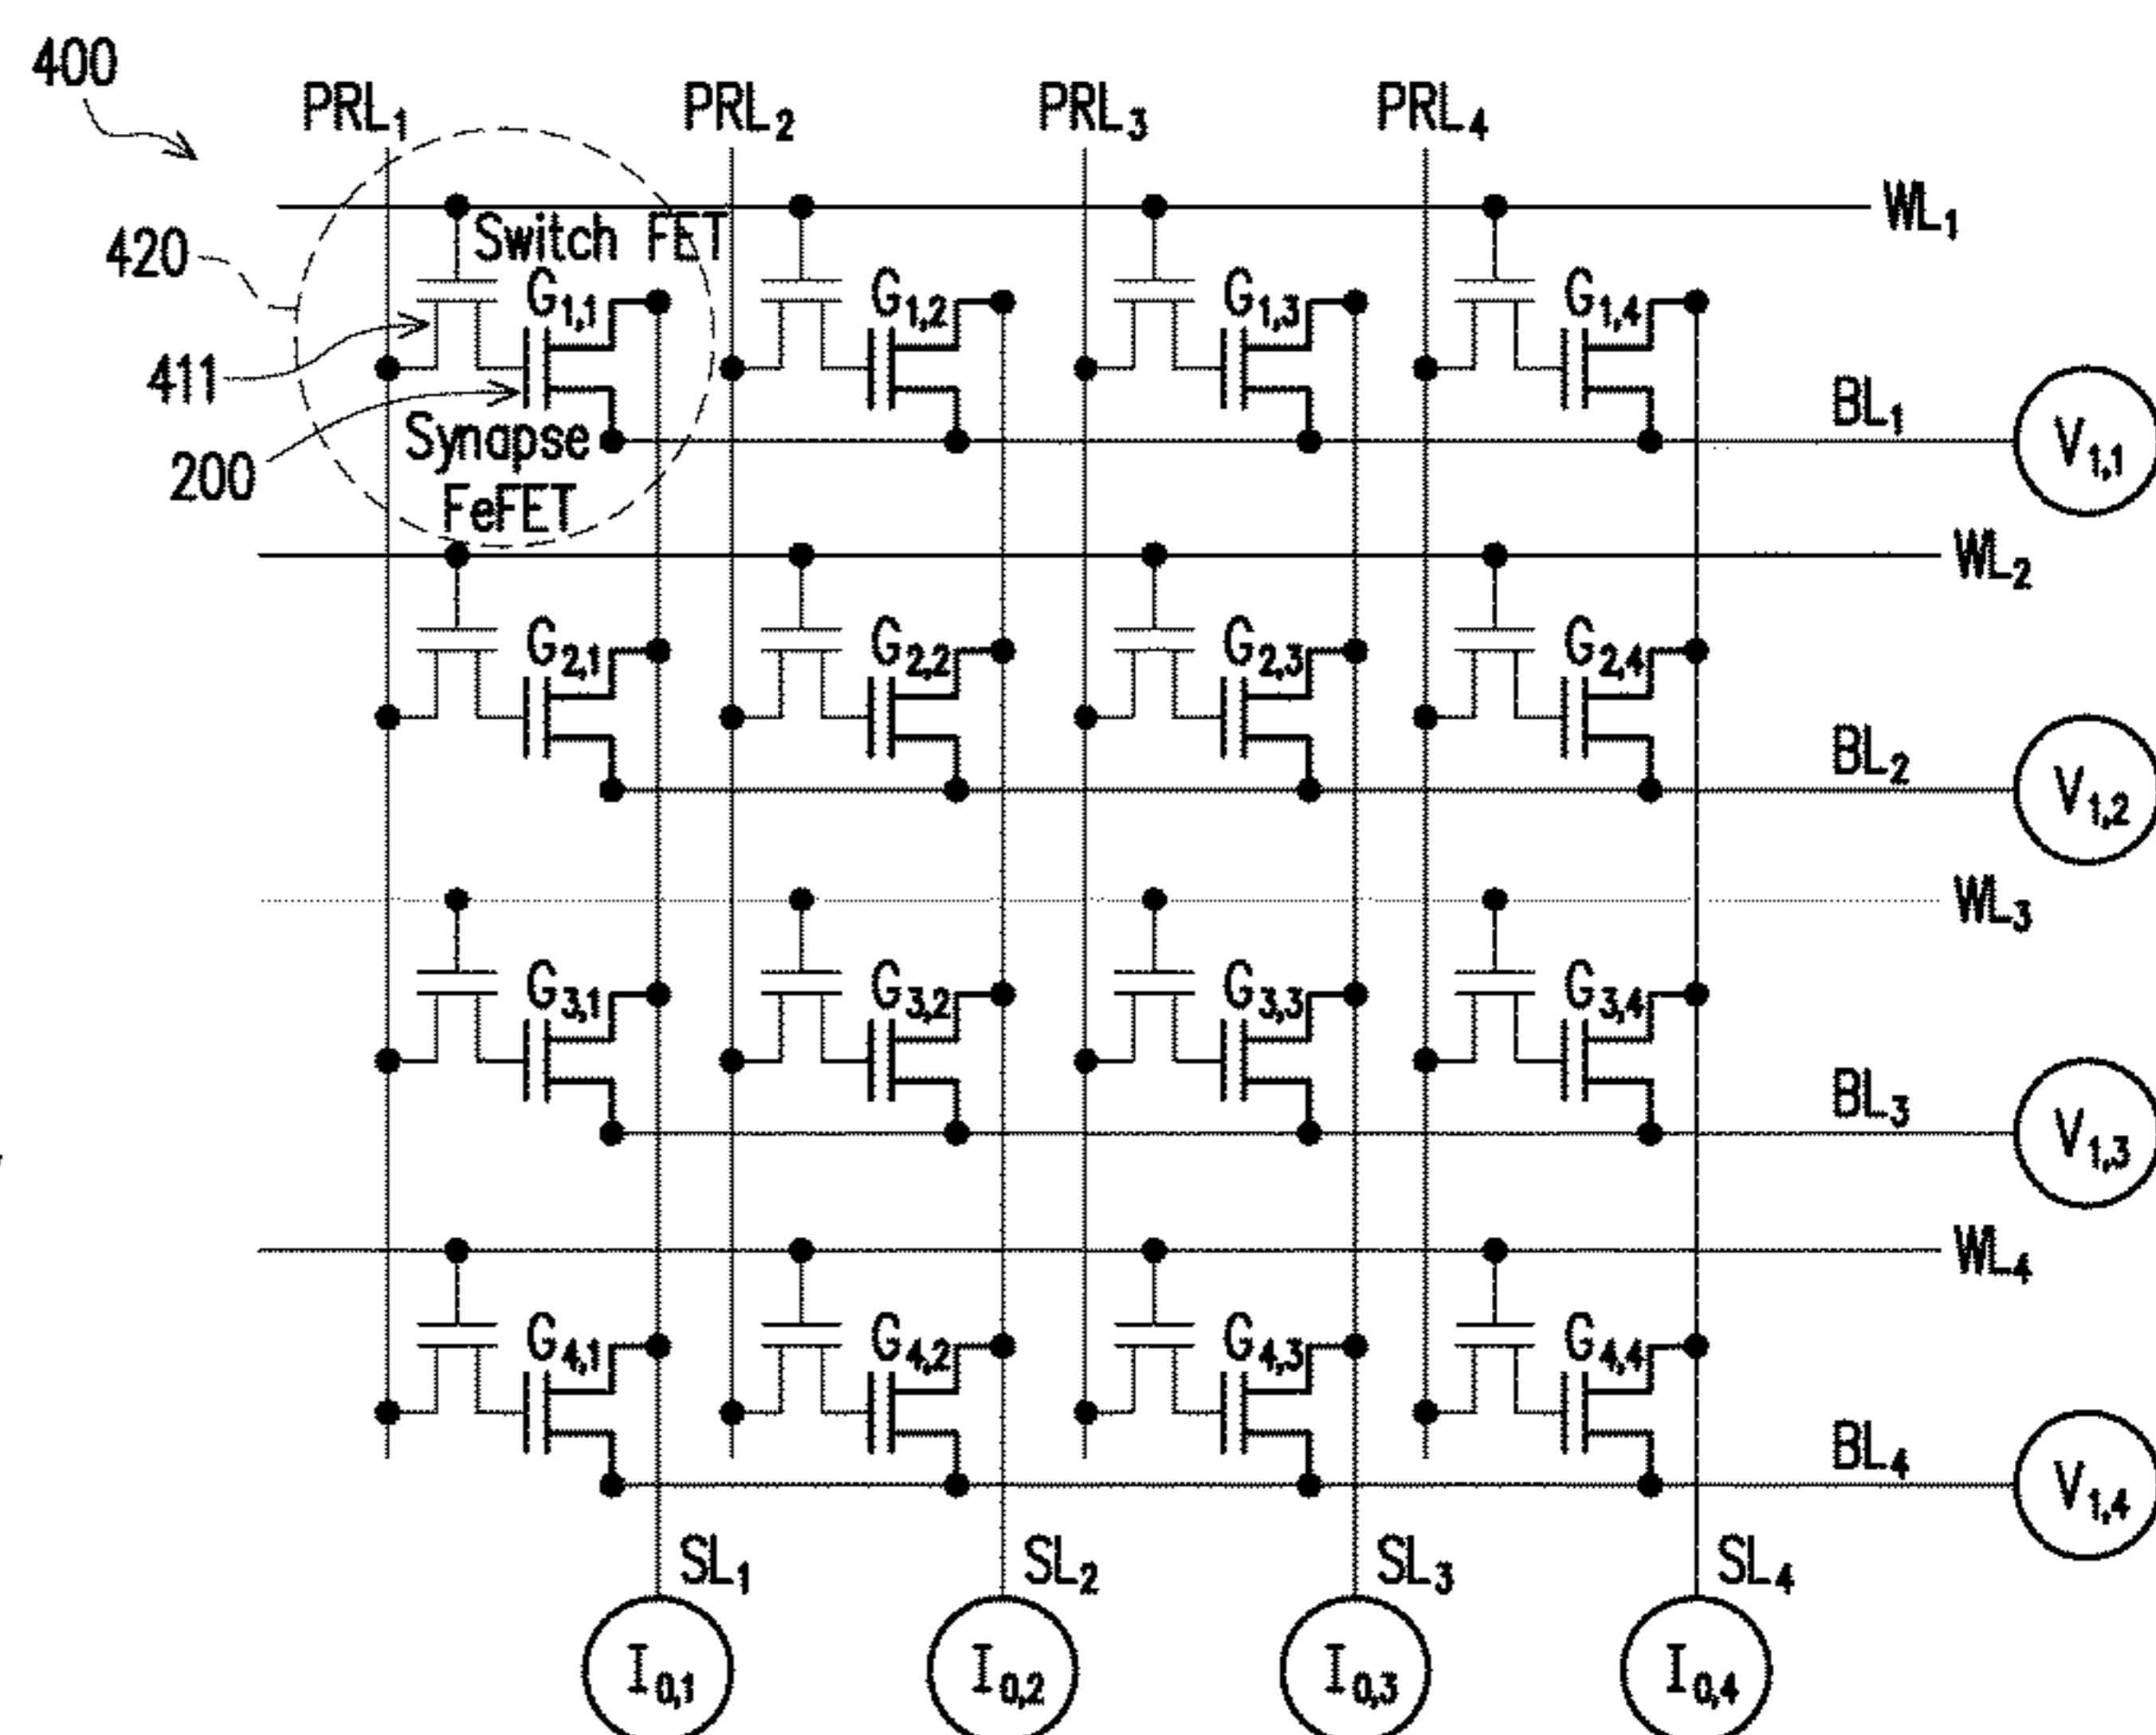 400
PRL₁ PRL₂ PRL₃ PRL₄
WL₁
420
Switch FET
G₁,₁ G₁,₂ G₁,₃ G₁,₄
411
BL₁
V₁,₁
Synapse
200
FeFET
WL₂
G₂,₁ G₂,₂ G₂,₃ G₂,₄
BL₂
V₁,₂
WL₃
G₃,₁ G₃,₂ G₃,₃ G₃,₄
BL₃
V₁,₃
WL₄
G₄,₁ G₄,₂ G₄,₃ G₄,₄
BL₄
V₁,₄
SL₁ SL₂ SL₃ SL₄
I₀,₁ I₀,₂ I₀,₃ I₀,₄